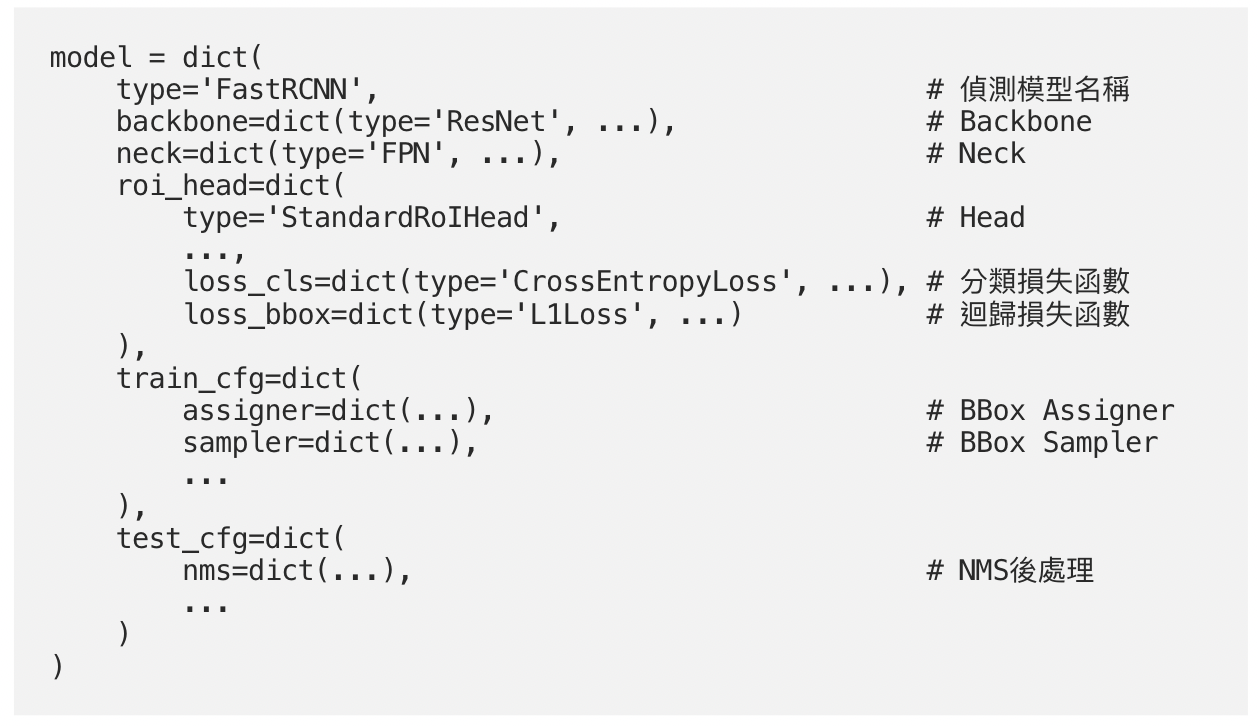 model = dict(
    type='FastRCNN',                                 # 偵測模型名稱
    backbone=dict(type='ResNet', ...),               # Backbone
    neck=dict(type='FPN', ...),                      # Neck
    roi_head=dict(
        type='StandardRoIHead',                      # Head
        ...,
        loss_cls=dict(type='CrossEntropyLoss', ...), # 分類損失函數
        loss_bbox=dict(type='L1Loss', ...)           # 迴歸損失函數
    ),
    train_cfg=dict(
        assigner=dict(...),                          # BBox Assigner
        sampler=dict(...),                           # BBox Sampler
        ...
    ),
    test_cfg=dict(
        nms=dict(...),                               # NMS後處理
        ...
    )
)